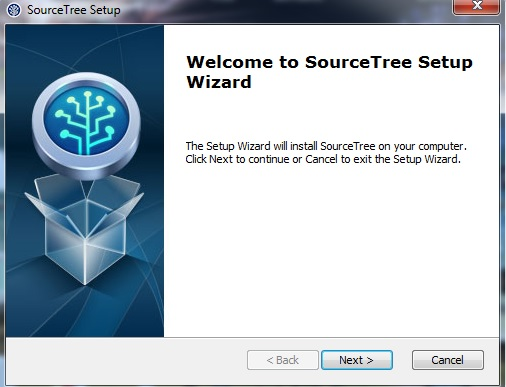 SourceTree Setup
Welcome to SourceTree Setup
Wizard
The Setup Wizard will install SourceTree on your computer.
Click Next to continue or Cancel to exit the Setup Wizard.
< Back Next > Cancel